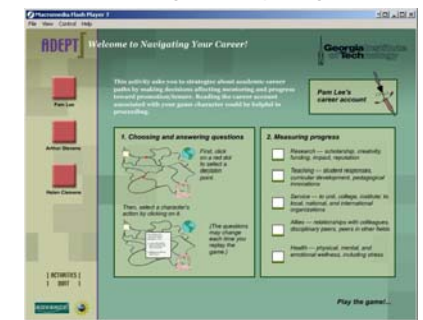 Macromedia Flash Player 7
File View Control Help
ADEPT
Welcome to Navigating Your Career!
Georgia Institute
of Technology
This activity asks you to strategize about academic career
paths by making decisions affecting mentoring and progress
toward promotion/tenure. Reading the career account
associated with your game character could be helpful in
proceeding.
Pam Lee's
career account
Pam Lee
Arthur Stevens
Helen Clemens
1. Choosing and answering questions
First, click
on a red dot
to select a
decision
point.
Then, select a character's
action by clicking on it.
(The questions
may change
each time you
replay the
game.)
2. Measuring progress
Research — scholarship, creativity,
funding, impact, reputation
Teaching — student responses,
curricular development, pedagogical
innovations
Service — to unit, college, institute; to
local, national, and international
organizations
Allies — relationships with colleagues,
disciplinary peers, peers in other fields
Health — physical, mental, and
emotional wellness, including stress
[ ACTIVITIES ]
[ QUIT ]
ADVANCE
Play the game!...